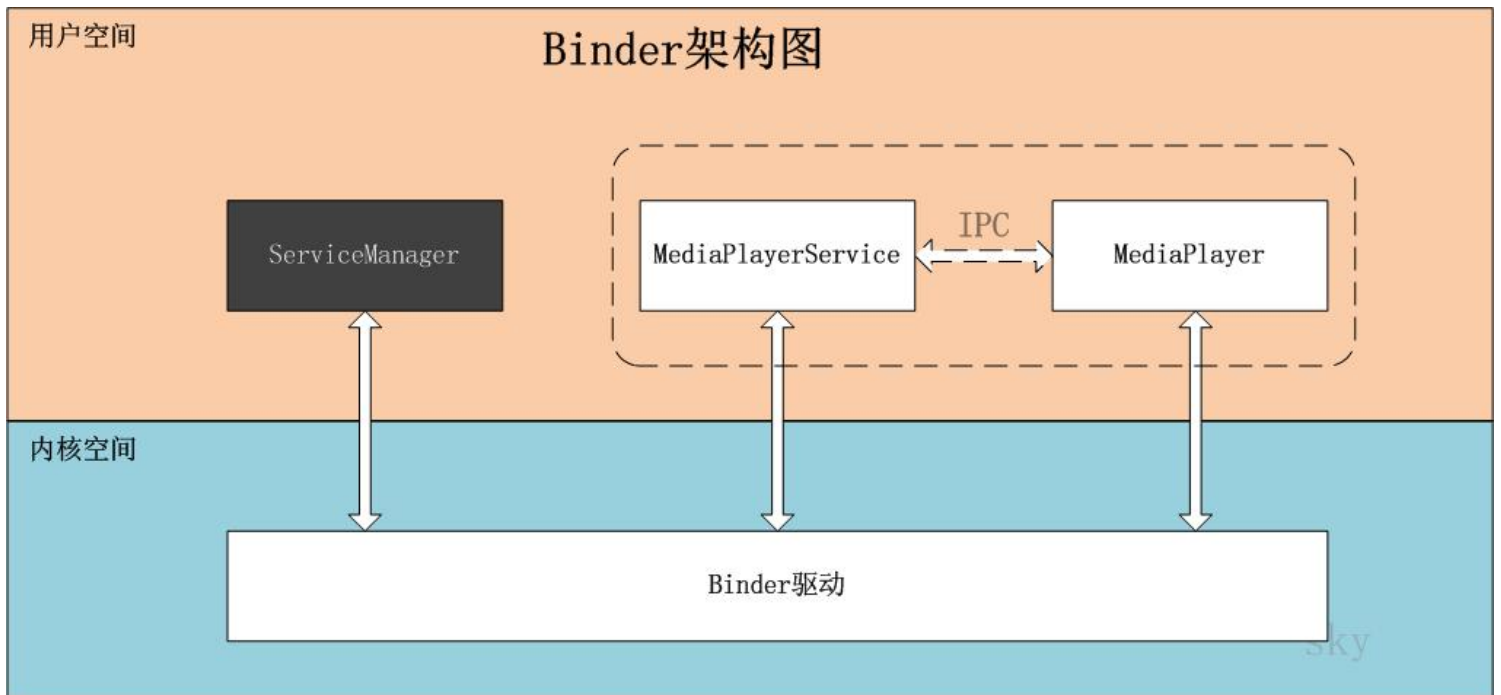 用户空间
Binder架构图
IPC
ServiceManager
MediaPlayerService
MediaPlayer
内核空间
Binder驱动
sky